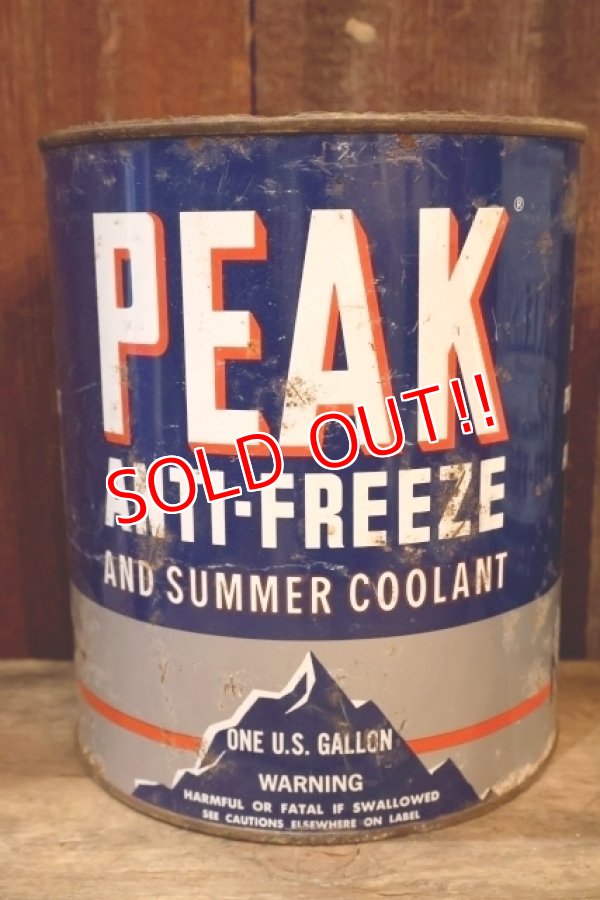 PEAK®
SOLD OUT!!
ANTI-FREEZE
AND SUMMER COOLANT
ONE U.S. GALLON
WARNING
HARMFUL OR FATAL IF SWALLOWED
SEE CAUTIONS ELSEWHERE ON LABEL